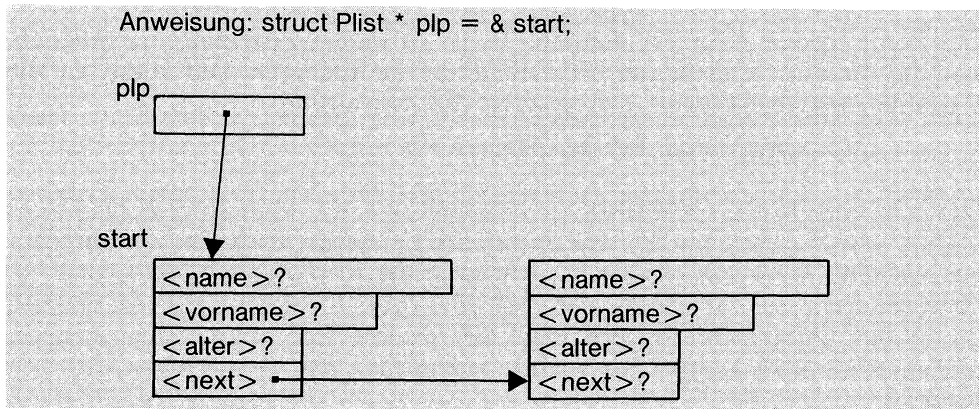 Anweisung: struct Plist * plp = & start;
plp
start
<name>? <name>?
<vorname>? <vorname>?
<alter>? <alter>?
<next> <next>?